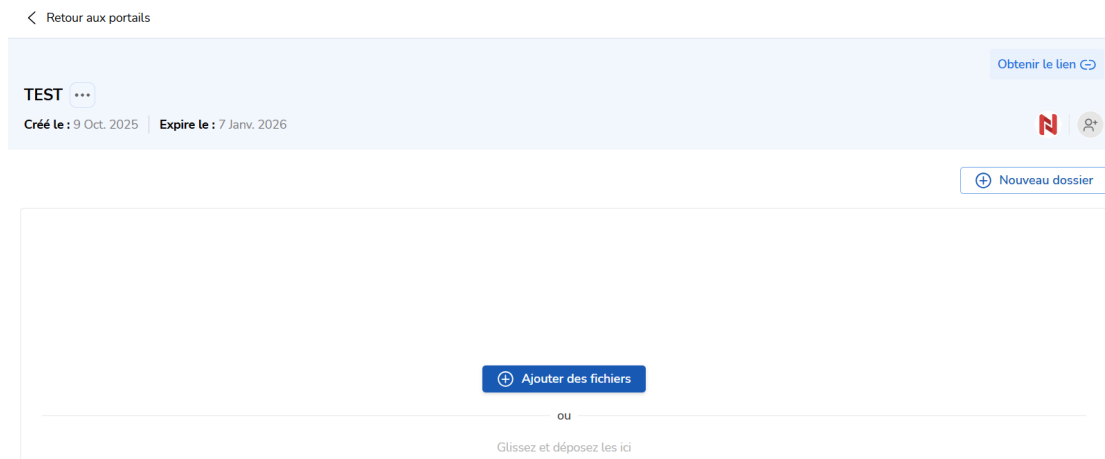 Retour aux portails
Obtenir le lien
TEST
Créé le : 9 Oct. 2025 Expire le : 7 Janv. 2026
N
Nouveau dossier
Ajouter des fichiers
ou
Glissez et déposez les ici